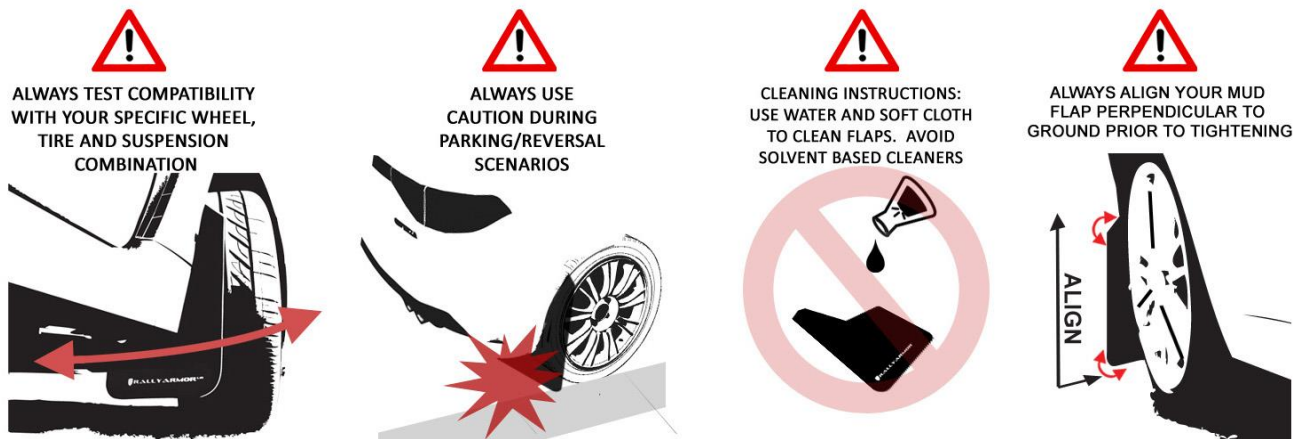 ALWAYS TEST COMPATIBILITY
WITH YOUR SPECIFIC WHEEL,
TIRE AND SUSPENSION
COMBINATION
RALLYARMOR
ALWAYS USE
CAUTION DURING
PARKING/REVERSAL
SCENARIOS
CLEANING INSTRUCTIONS:
USE WATER AND SOFT CLOTH
TO CLEAN FLAPS. AVOID
SOLVENT BASED CLEANERS
ALWAYS ALIGN YOUR MUD
FLAP PERPENDICULAR TO
GROUND PRIOR TO TIGHTENING
ALIGN